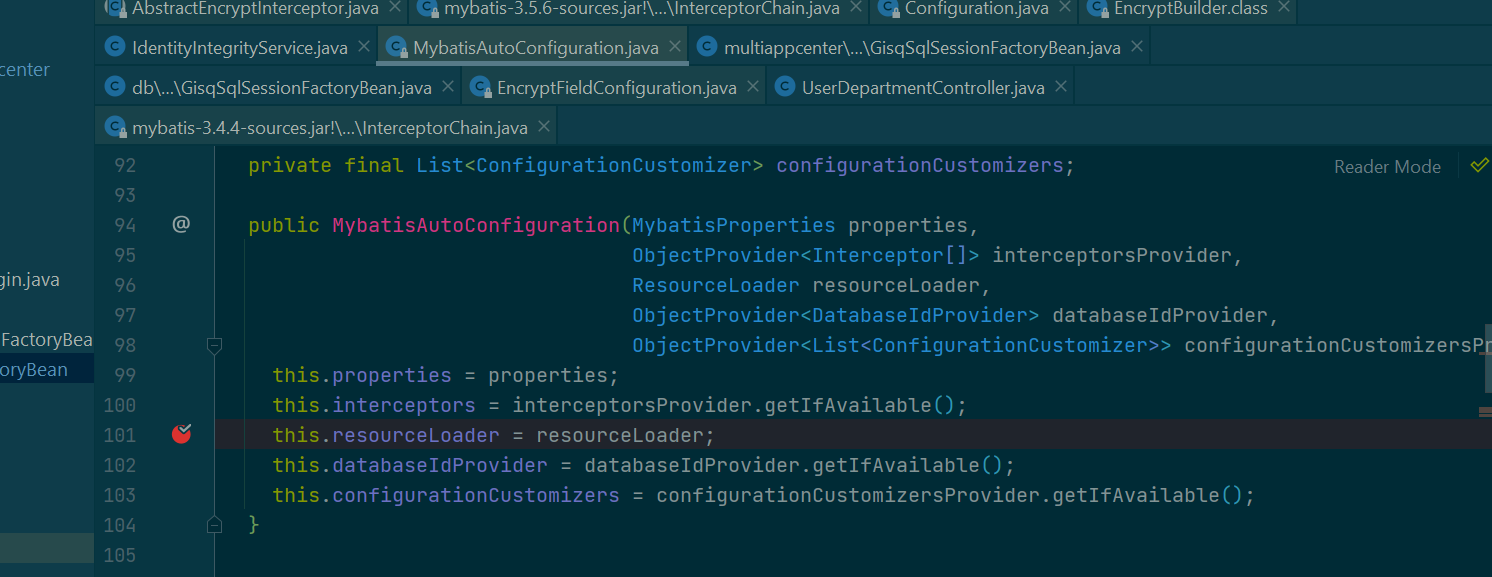 AbstractEncryptInterceptor.java mybatis-3.5.6-sources.jar!\...\InterceptorChain.java Configuration.java EncryptBuilder.class
IdentityIntegrityService.java MybatisAutoConfiguration.java multiappcenter\...\GisqSqlSessionFactoryBean.java
center
db\...\GisqSqlSessionFactoryBean.java EncryptFieldConfiguration.java UserDepartmentController.java
mybatis-3.4.4-sources.jar!\...\InterceptorChain.java
92 private final List<ConfigurationCustomizer> configurationCustomizers;
Reader Mode
93
94 @ public MybatisAutoConfiguration(MybatisProperties properties,
95 ObjectProvider<Interceptor[]> interceptorsProvider,
gin.java
96 ResourceLoader resourceLoader,
97 ObjectProvider<DatabaseIdProvider> databaseIdProvider,
FactoryBea
98 ObjectProvider<List<ConfigurationCustomizer>> configurationCustomizersPr
oryBean
99 this.properties = properties;
100 this.interceptors = interceptorsProvider.getIfAvailable();
101 this.resourceLoader = resourceLoader;
102 this.databaseIdProvider = databaseIdProvider.getIfAvailable();
103 this.configurationCustomizers = configurationCustomizersProvider.getIfAvailable();
104 }
105